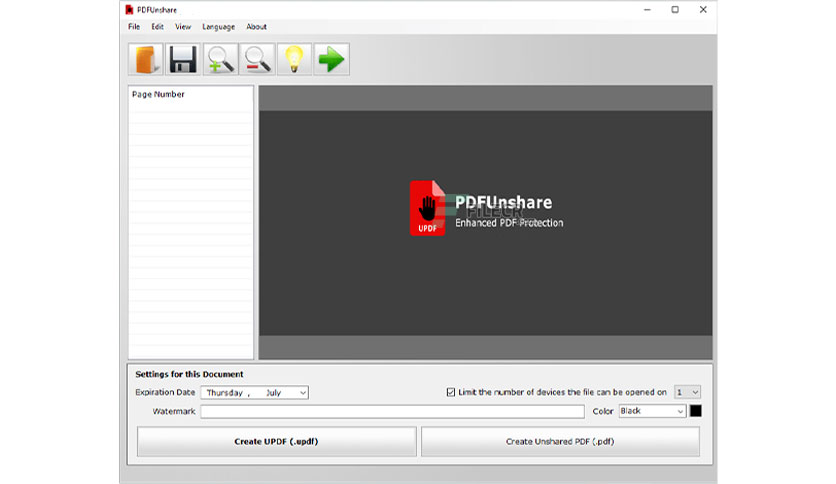 PDFUnshare
File Edit View Language About
Page Number
PDFUnshare
FILECR
Enhanced PDF Protection
UPDF
Settings for this Document
Expiration Date Thursday , July
Limit the number of devices the file can be opened on 1
Watermark Color Black
Create UPDF (.updf) Create Unshared PDF (.pdf)